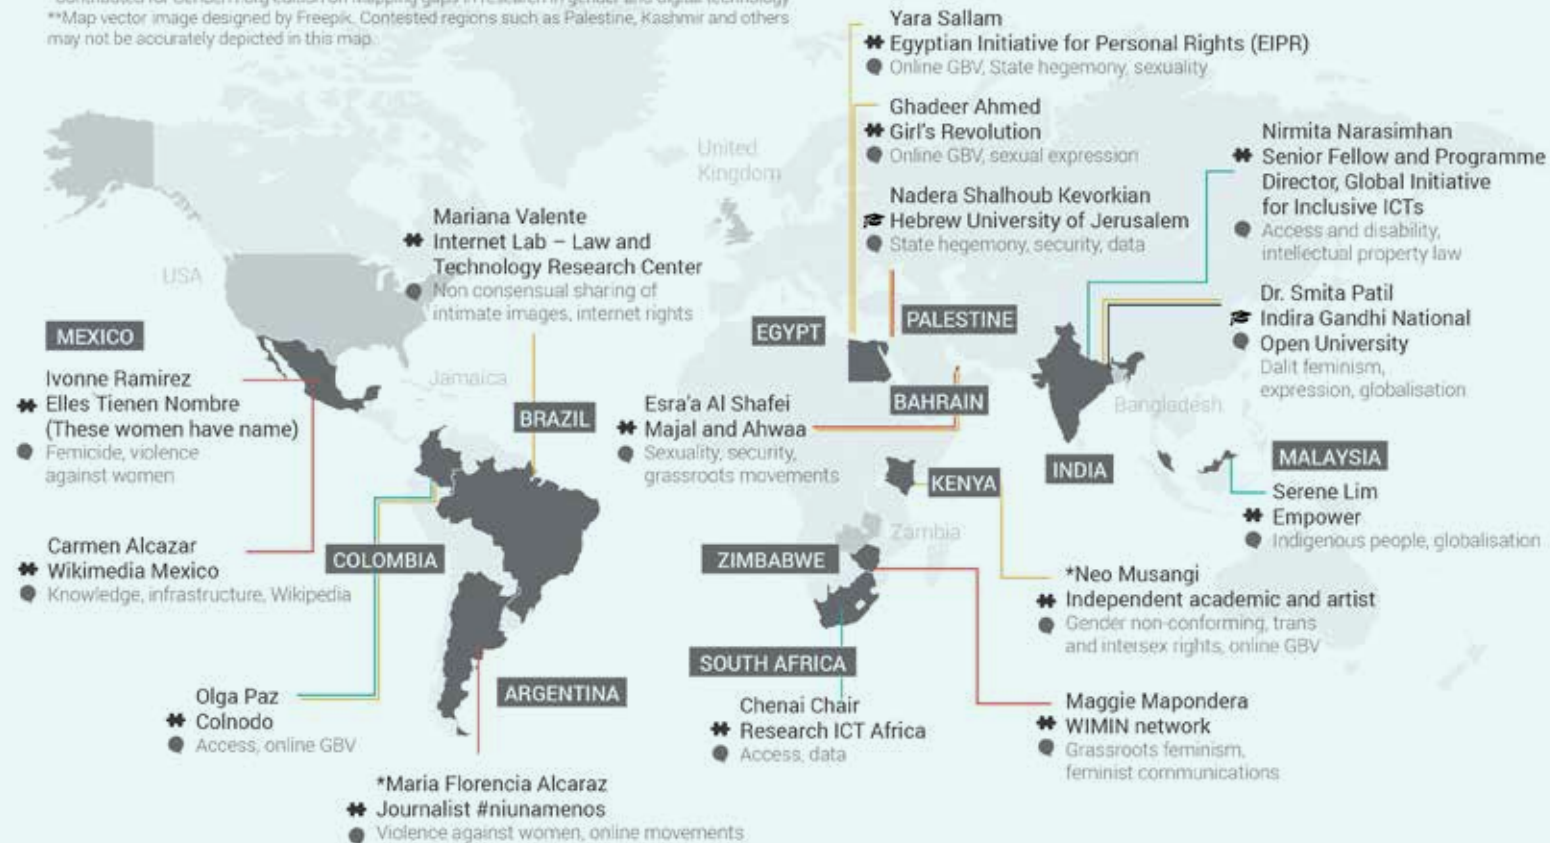 **Map vector image designed by Freepik. Contested regions such as Palestine, Kashmir and others
may not be accurately depicted in this map.
Yara Sallam
Egyptian Initiative for Personal Rights (EIPR)
Online GBV, State hegemony, sexuality
Ghadeer Ahmed
Girl's Revolution
Online GBV, sexual expression
Nadera Shalhoub Kevorkian
Hebrew University of Jerusalem
State hegemony, security, data
Nirmita Narasimhan
Senior Fellow and Programme
Director, Global Initiative
for Inclusive ICTs
Access and disability,
intellectual property law
Dr. Smita Patil
Indira Gandhi National
Open University
Dalit feminism,
expression, globalisation
United
Kingdom
USA
Mariana Valente
Internet Lab – Law and
Technology Research Center
Non consensual sharing of
intimate images, internet rights
MEXICO
Ivonne Ramirez
Elles Tienen Nombre
(These women have name)
Femicide, violence
against women
Jamaica
BRAZIL
EGYPT
PALESTINE
BAHRAIN
Esra'a Al Shafei
Majal and Ahwaa
Sexuality, security,
grassroots movements
Bangladesh
INDIA
MALAYSIA
Serene Lim
Empower
Indigenous people, globalisation
KENYA
Zambia
Carmen Alcazar
Wikimedia Mexico
Knowledge, infrastructure, Wikipedia
COLOMBIA
ZIMBABWE
*Neo Musangi
Independent academic and artist
Gender non-conforming, trans
and intersex rights, online GBV
SOUTH AFRICA
Chenai Chair
Research ICT Africa
Access, data
Maggie Mapondera
WIMIN network
Grassroots feminism,
feminist communications
Olga Paz
Colnodo
Access, online GBV
ARGENTINA
*Maria Florencia Alcaraz
Journalist #niunamenos
Violence against women, online movements